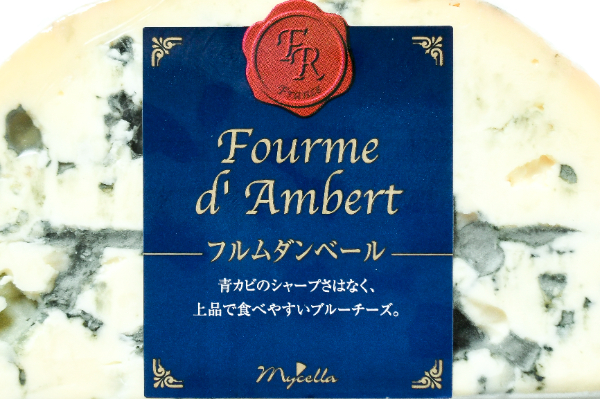 FR
France
Fourme
d' Ambert
フルムダンベール
青カビのシャープさはなく、
上品で食べやすいブルーチーズ。
Mycella